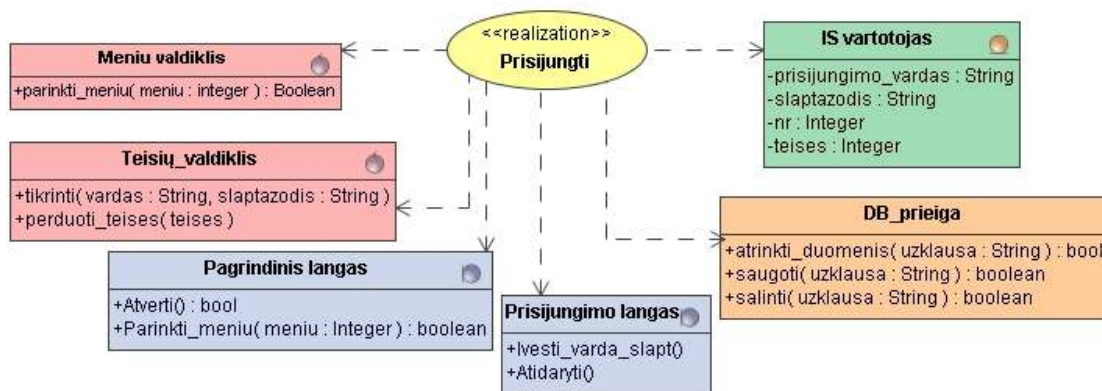 <<realization>>
Prisijungti
Meniu valdiklis
+parinkti_meniu( meniu : integer ) : Boolean
IS vartotojas
-prisijungimo_vardas : String
-slaptazodis : String
-nr : Integer
-teises : Integer
Teisių_valdiklis
+tikrinti( vardas : String, slaptazodis : String )
+perduoti_teises( teises )
DB_prieiga
+atrinkti_duomenis( uzklausa : String ) : bool
+saugoti( uzklausa : String ) : boolean
+salinti( uzklausa : String ) : boolean
Pagrindinis langas
+Atverti() : bool
+Parinkti_meniu( meniu : Integer ) : boolean
Prisijungimo langas
+Ivesti_varda_slapt()
+Atidaryti()